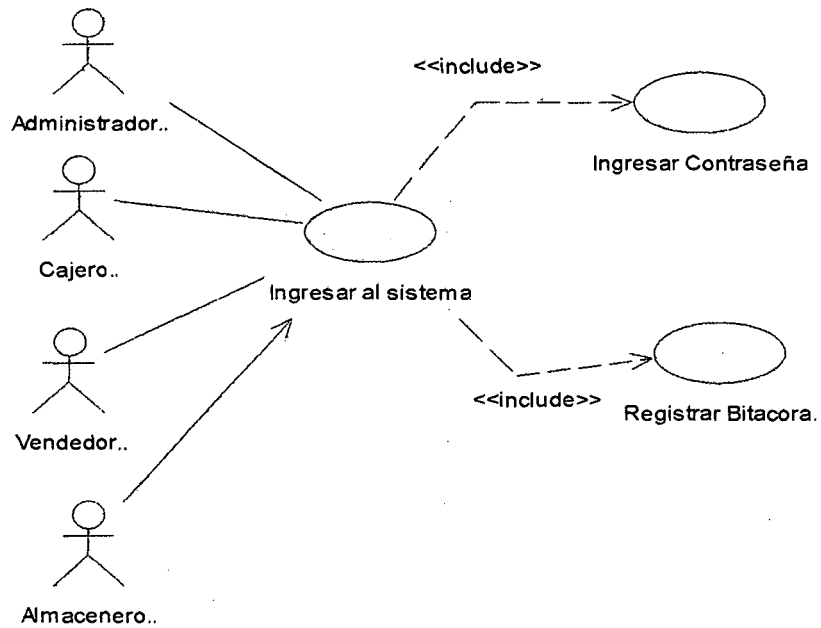 <<include>>
Administrador..
Ingresar Contraseña
Cajero..
Ingresar al sistema
<<include>>
Registrar Bitacora.
Vendedor..
Almacenero..